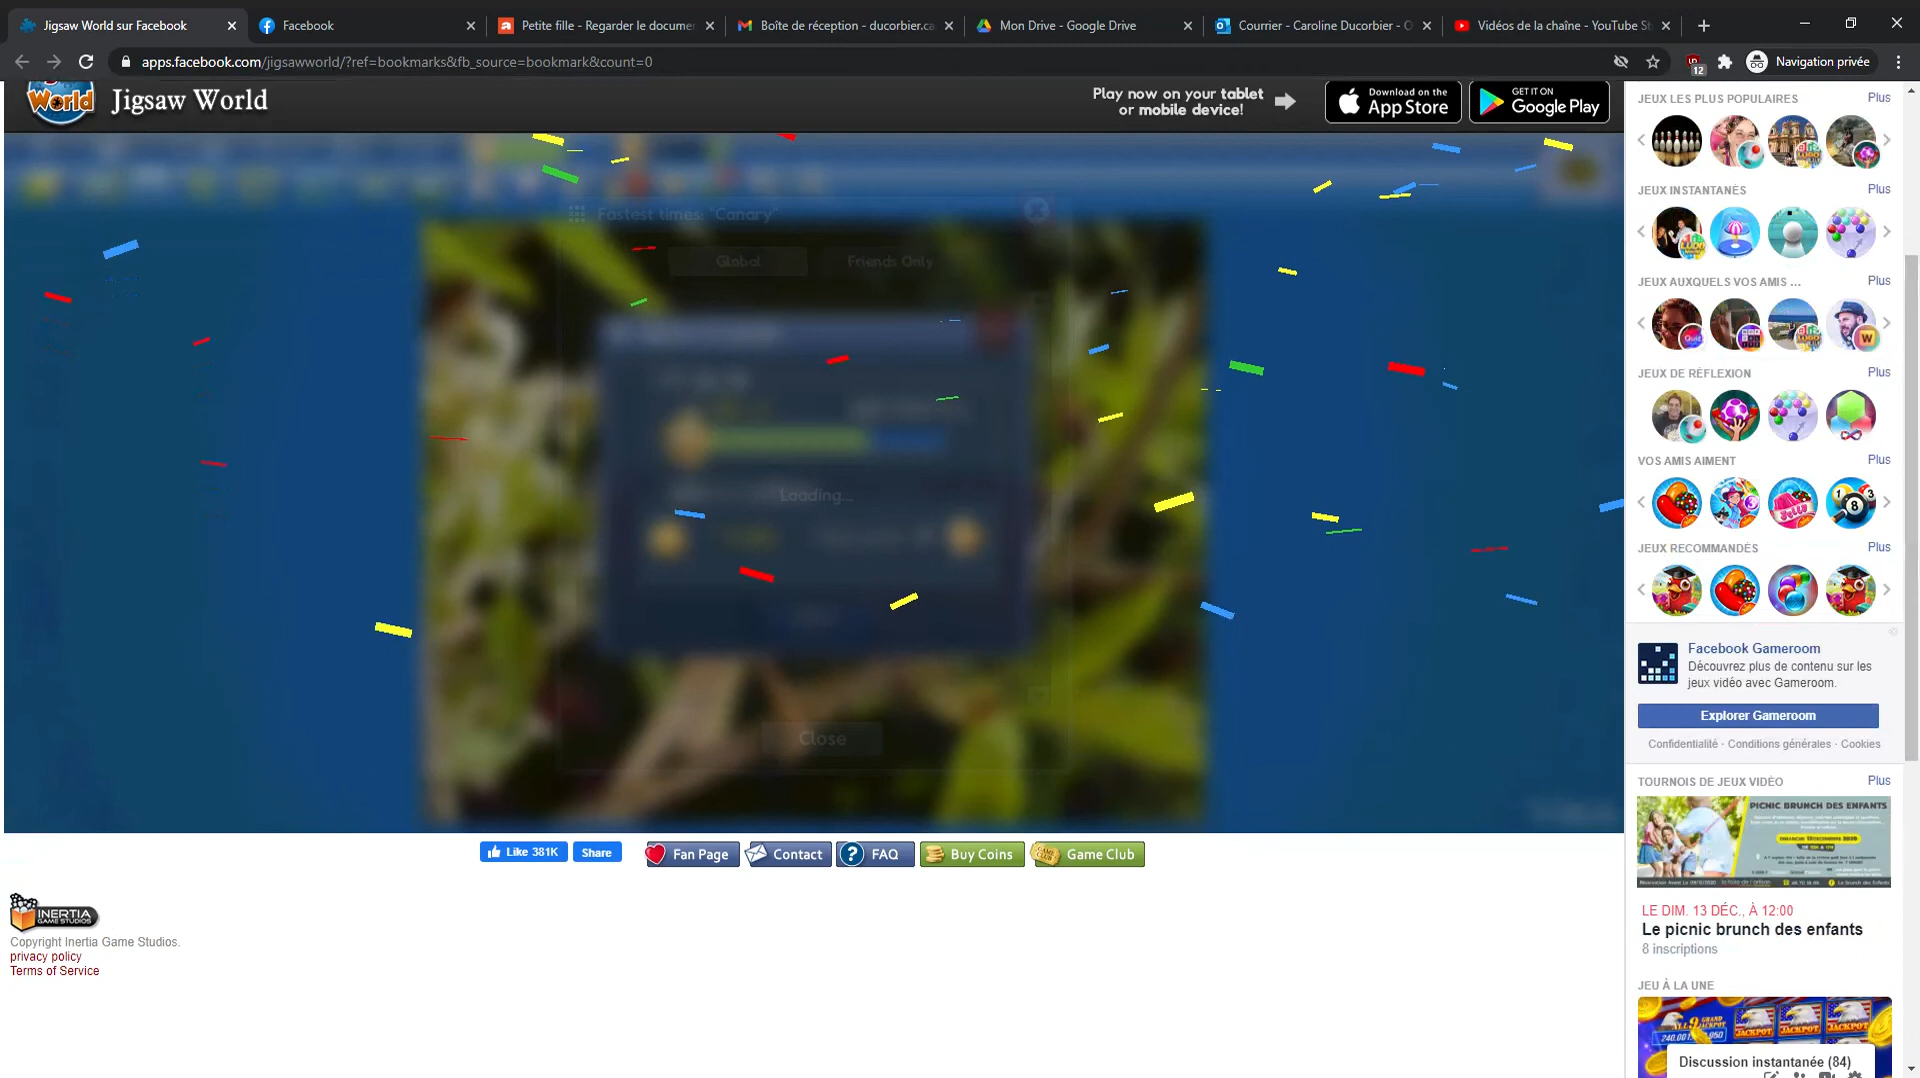 Jigsaw World sur Facebook
Facebook
Petite fille - Regarder le docume
Boîte de réception - ducorbier.ca
Mon Drive - Google Drive
Courrier - Caroline Ducorbier - O
Vidéos de la chaîne - YouTube St
apps.facebook.com/jigsawworld/?ref=bookmarks&fb_source=bookmark&count=0
12
Navigation privée
World
Jigsaw World
Play now on your tablet
or mobile device!
Download on the
App Store
GET IT ON
Google Play
Fastest times: "Canary"
Global
Friends Only
Loading...
Close
Like 381K
Share
Fan Page
Contact
FAQ
Buy Coins
Game Club
INERTIA
GAME STUDIOS
Copyright Inertia Game Studios.
privacy policy
Terms of Service
JEUX LES PLUS POPULAIRES
Plus
JEUX INSTANTANÉS
Plus
JEUX AUXQUELS VOS AMIS ...
Plus
JEUX DE RÉFLEXION
Plus
VOS AMIS AIMENT
Plus
JEUX RECOMMANDÉS
Plus
Facebook Gameroom
Découvrez plus de contenu sur les
jeux vidéo avec Gameroom.
Explorer Gameroom
Confidentialité · Conditions générales · Cookies
TOURNOIS DE JEUX VIDÉO
Plus
PICNIC BRUNCH DES ENFANTS
LE DIM. 13 DÉC., À 12:00
Le picnic brunch des enfants
8 inscriptions
JEU À LA UNE
GRAND
JACKPOT
JACKPOT
JACKPOT
JACKPOT
Discussion instantanée (84)